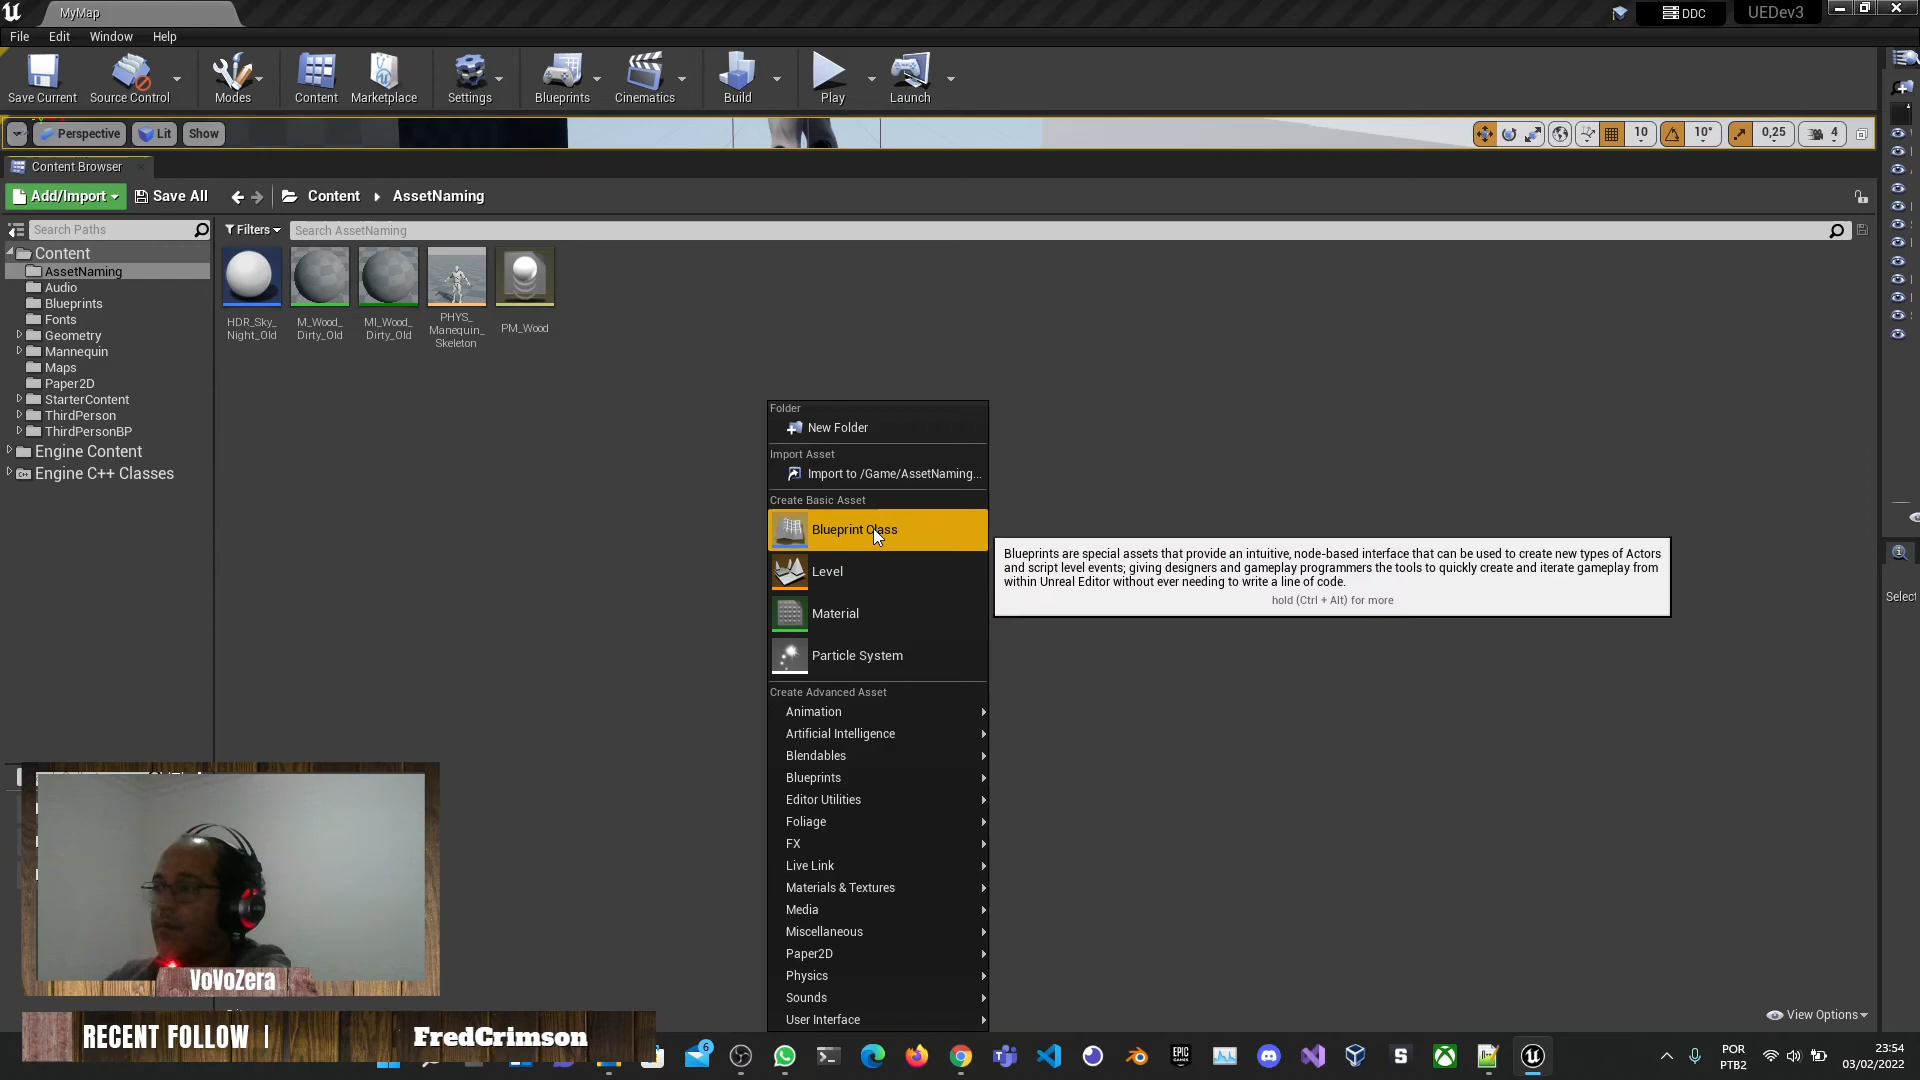 MyMap
DDC
UEDev3
File Edit Window Help
Save Current
Source Control
Modes
Content
Marketplace
Settings
Blueprints
Cinematics
Build
Play
Launch
Perspective
Lit
Show
10
10°
0,25
4
Content Browser
Add/Import
Save All
Content
AssetNaming
Search Paths
Filters
Search AssetNaming
Content
AssetNaming
Audio
Blueprints
Fonts
Geometry
Mannequin
Maps
Paper2D
StarterContent
ThirdPerson
ThirdPersonBP
Engine Content
Engine C++ Classes
HDR_Sky_
Night_Old
M_Wood_
Dirty_Old
MI_Wood_
Dirty_Old
PHYS_
Manequin_
Skeleton
PM_Wood
Folder
New Folder
Import Asset
Import to /Game/AssetNaming...
Create Basic Asset
Blueprint Class
Level
Material
Particle System
Create Advanced Asset
Animation
Artificial Intelligence
Blendables
Blueprints
Editor Utilities
Foliage
FX
Live Link
Materials & Textures
Media
Miscellaneous
Paper2D
Physics
Sounds
User Interface
Blueprints are special assets that provide an intuitive, node-based interface that can be used to create new types of Actors
and script level events; giving designers and gameplay programmers the tools to quickly create and iterate gameplay from
within Unreal Editor without ever needing to write a line of code.
hold (Ctrl + Alt) for more
Select
View Options
VoVoZera
RECENT FOLLOW |
FredCrimson
6
EPIC
GAMES
S
POR
PTB2
23:54
03/02/2022